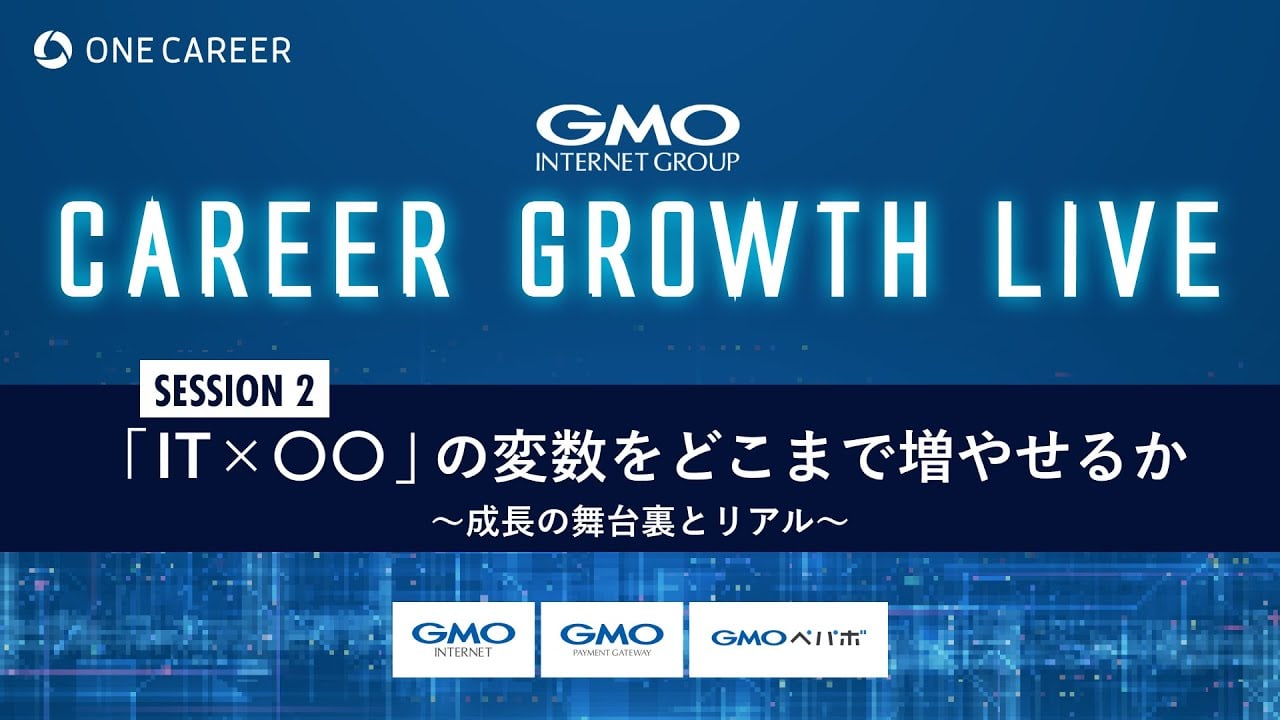 ONE CAREER
GMO
INTERNET GROUP
CAREER GROWTH LIVE
SESSION 2
「IT×〇〇」の変数をどこまで増やせるか
～成長の舞台裏とリアル～
GMO
INTERNET
GMO
PAYMENT GATEWAY
GMOペパボ